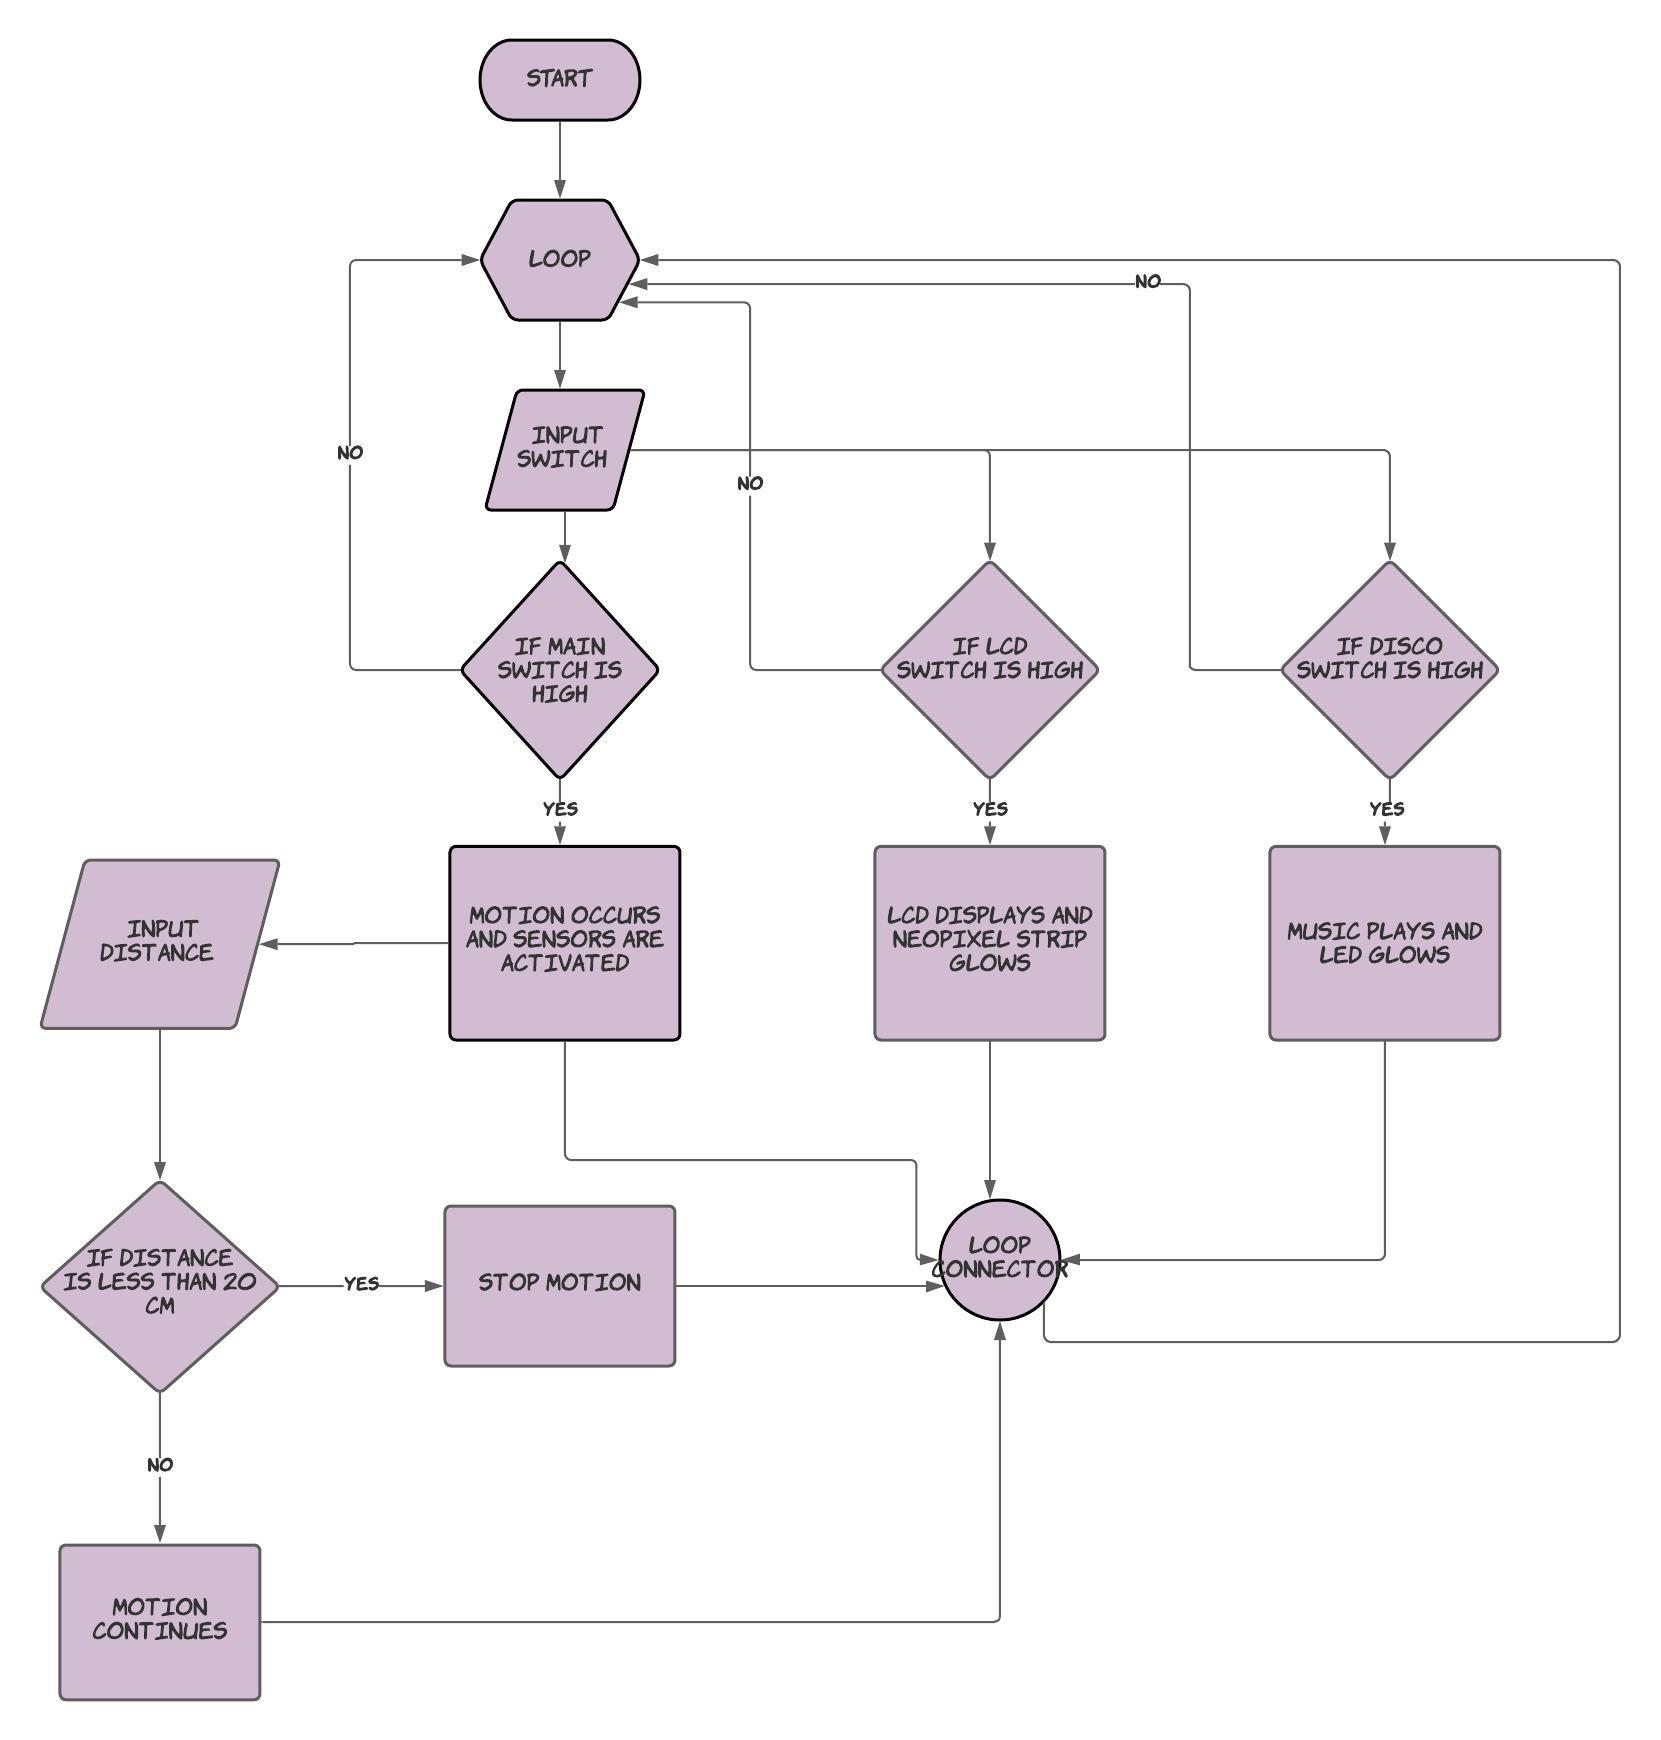 START
LOOP
NO
INPUT
SWITCH
NO
NO
IF MAIN
SWITCH IS
HIGH
IF LCD
SWITCH IS HIGH
IF DISCO
SWITCH IS HIGH
YES
YES
YES
INPUT
DISTANCE
MOTION OCCURS
AND SENSORS ARE
ACTIVATED
LCD DISPLAYS AND
NEOPIXEL STRIP
GLOWS
MUSIC PLAYS AND
LED GLOWS
IF DISTANCE
IS LESS THAN 20
CM
YES
STOP MOTION
LOOP
CONNECTOR
NO
MOTION
CONTINUES